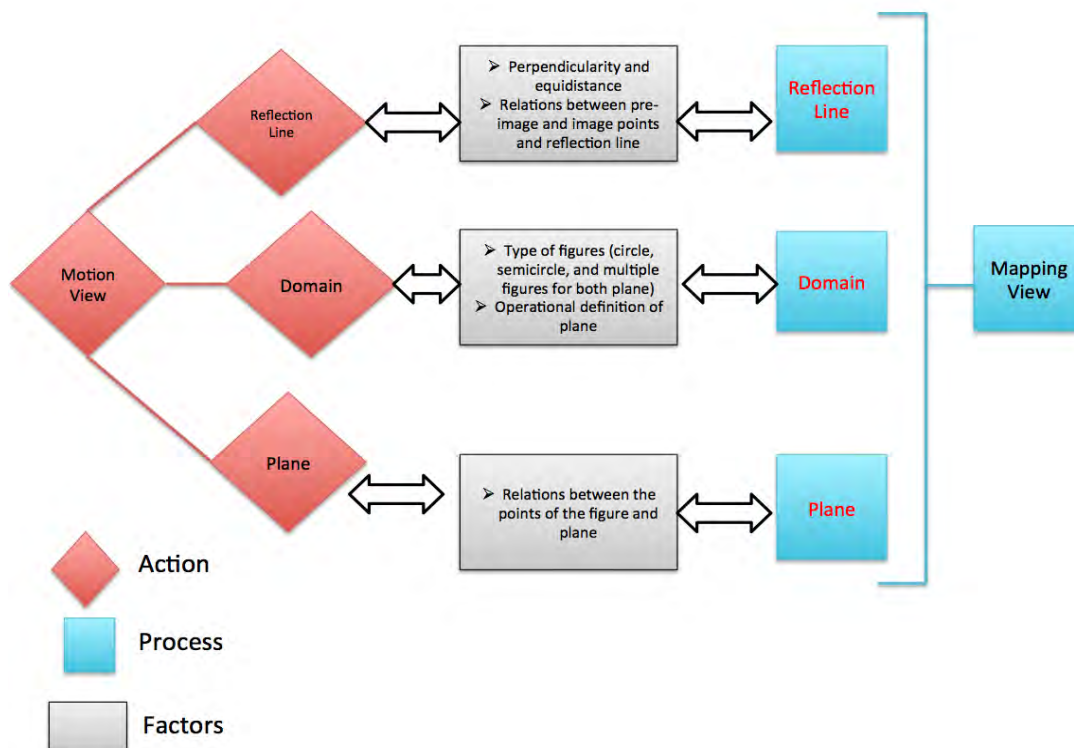 Reflection
Line
➢ Perpendicularity and
equidistance
➢ Relations between pre-
image and image points
and reflection line
Reflection
Line
Motion
View
Domain
➢ Type of figures (circle,
semicircle, and multiple
figures for both plane)
➢ Operational definition of
plane
Domain
Mapping
View
Plane
➢ Relations between the
points of the figure and
plane
Plane
Action
Process
Factors